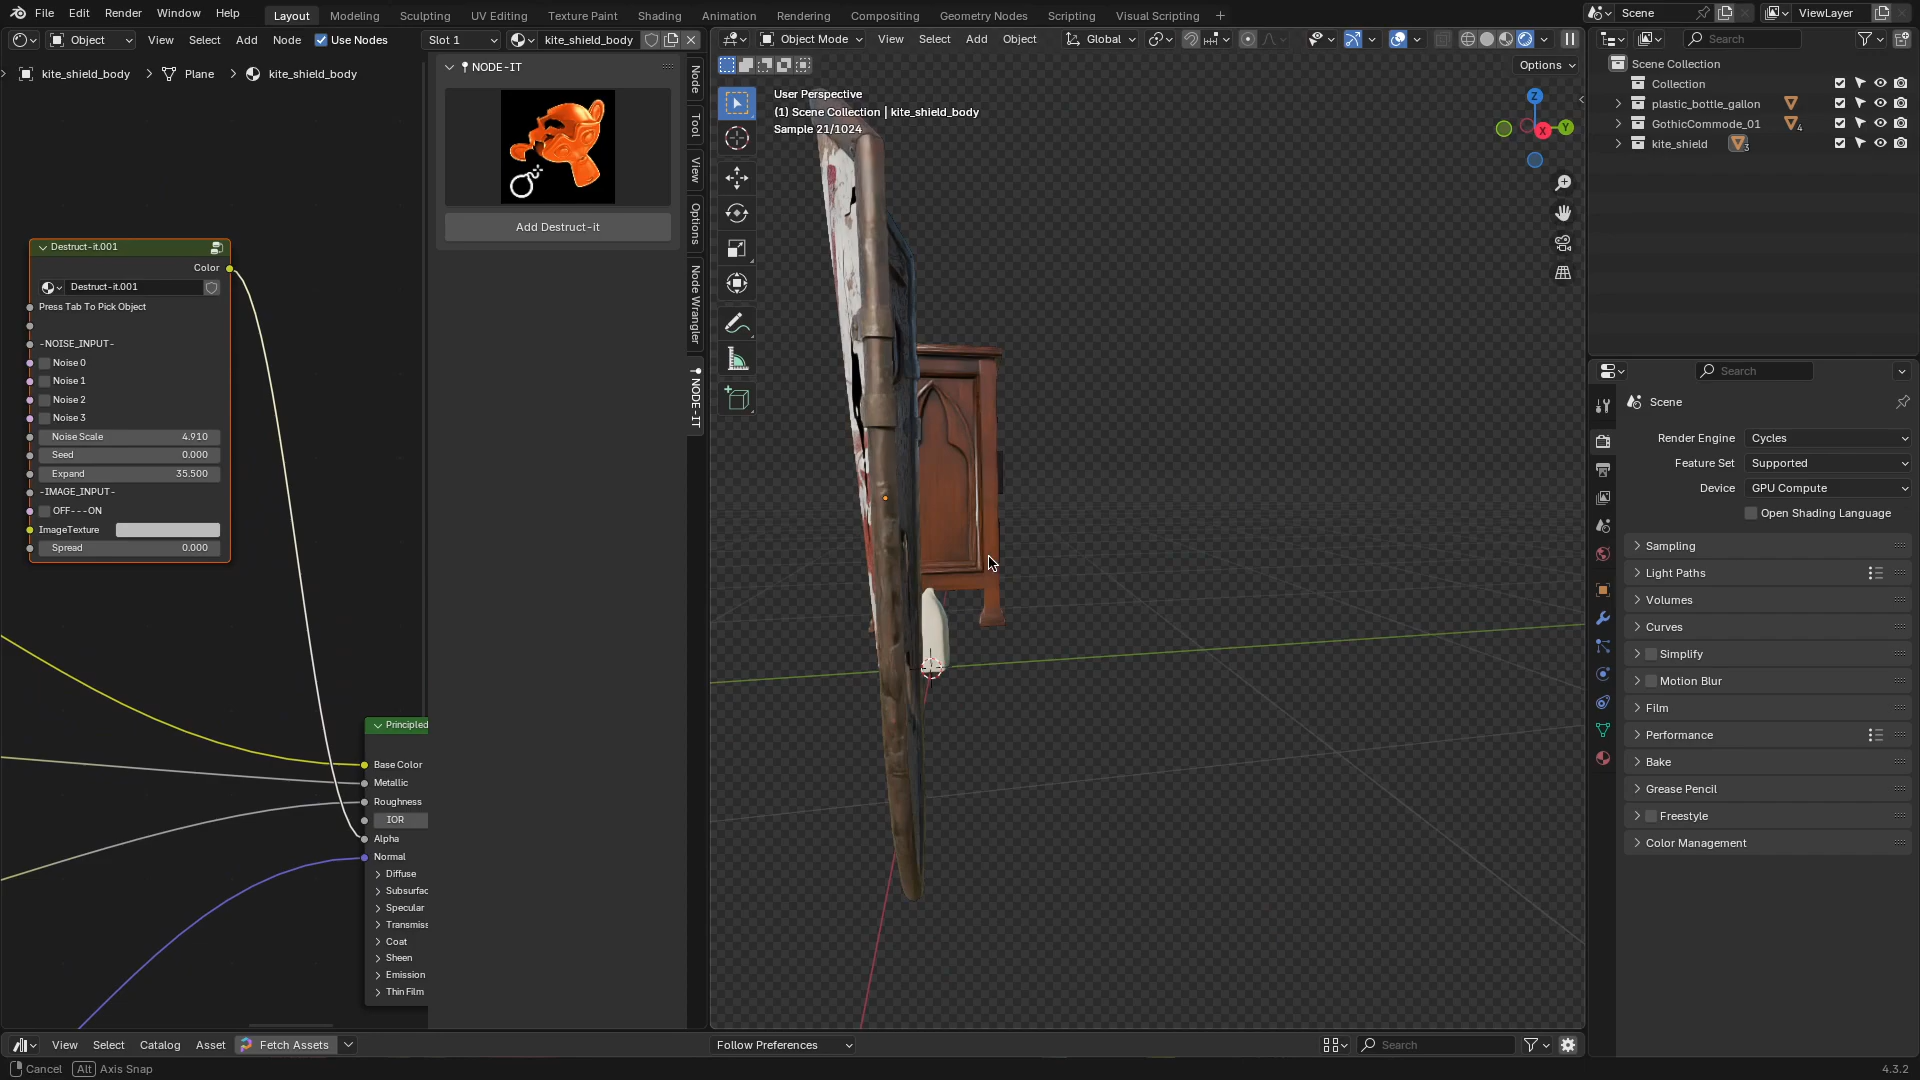 File Edit Render Window Help Layout Modeling Sculpting UV Editing Texture Paint Shading Animation Rendering Compositing Geometry Nodes Scripting Visual Scripting Scene ViewLayer
Object View Select Add Node Use Nodes Slot 1 kite_shield_body
Object Mode View Select Add Object Global
Search
Options
kite_shield_body Plane kite_shield_body
NODE-IT
Add Destruct-it
Node
Tool
View
Options
Node Wrangler
NODE-IT
Destruct-it.001
Color
Destruct-it.001
Press Tab To Pick Object
-NOISE_INPUT-
Noise 0
Noise 1
Noise 2
Noise 3
Noise Scale 4.910
Seed 0.000
Expand 35.500
-IMAGE_INPUT-
OFF---ON
ImageTexture
Spread 0.000
Principled
Base Color
Metallic
Roughness
IOR
Alpha
Normal
Diffuse
Subsurfac
Specular
Transmiss
Coat
Sheen
Emission
Thin Film
User Perspective
(1) Scene Collection | kite_shield_body
Sample 21/1024
Z
Y
X
Scene Collection
Collection
plastic_bottle_gallon
GothicCommode_01 4
kite_shield 3
Search
Scene
Render Engine Cycles
Feature Set Supported
Device GPU Compute
Open Shading Language
Sampling
Light Paths
Volumes
Curves
Simplify
Motion Blur
Film
Performance
Bake
Grease Pencil
Freestyle
Color Management
View Select Catalog Asset Fetch Assets Follow Preferences Search
Cancel Alt Axis Snap 4.3.2